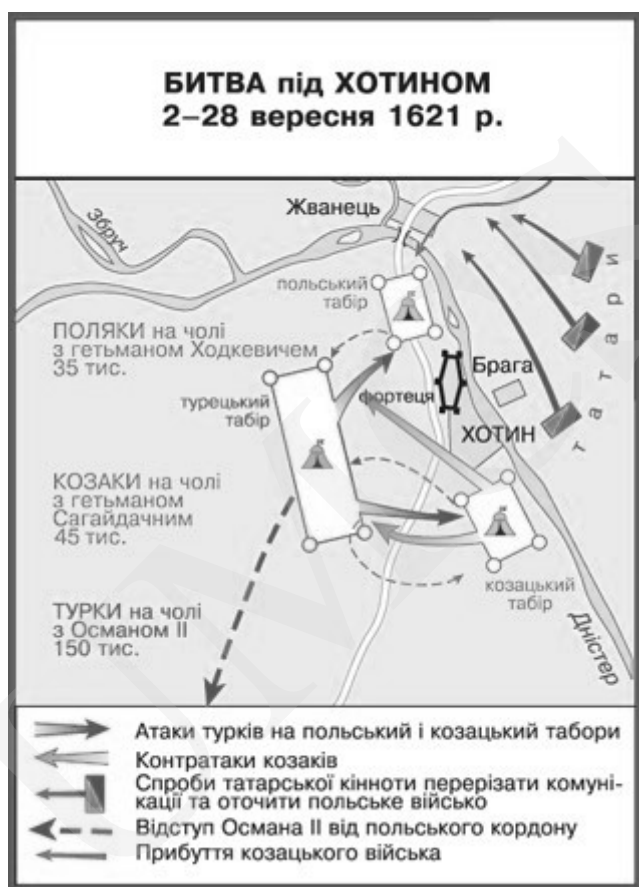 БИТВА під ХОТИНОМ
2–28 вересня 1621 р.
Збруч
Жванець
польський
табір
ПОЛЯКИ на чолі
з гетьманом Ходкевичем
35 тис.
турецький
табір
фортеця
Брага
татари
ХОТИН
КОЗАКИ на чолі
з гетьманом
Сагайдачним
45 тис.
козацький
табір
ТУРКИ на чолі
з Османом II
150 тис.
Дністер
Атаки турків на польський і козацький табори
Контратаки козаків
Спроби татарської кінноти перерізати комуні-
кації та оточити польське військо
Відступ Османа II від польського кордону
Прибуття козацького війська